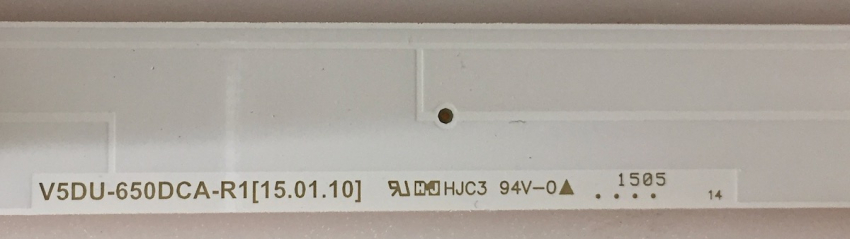 V5DU-650DCA-R1[15.01.10] HJC3 94V-0▲ 1505 14